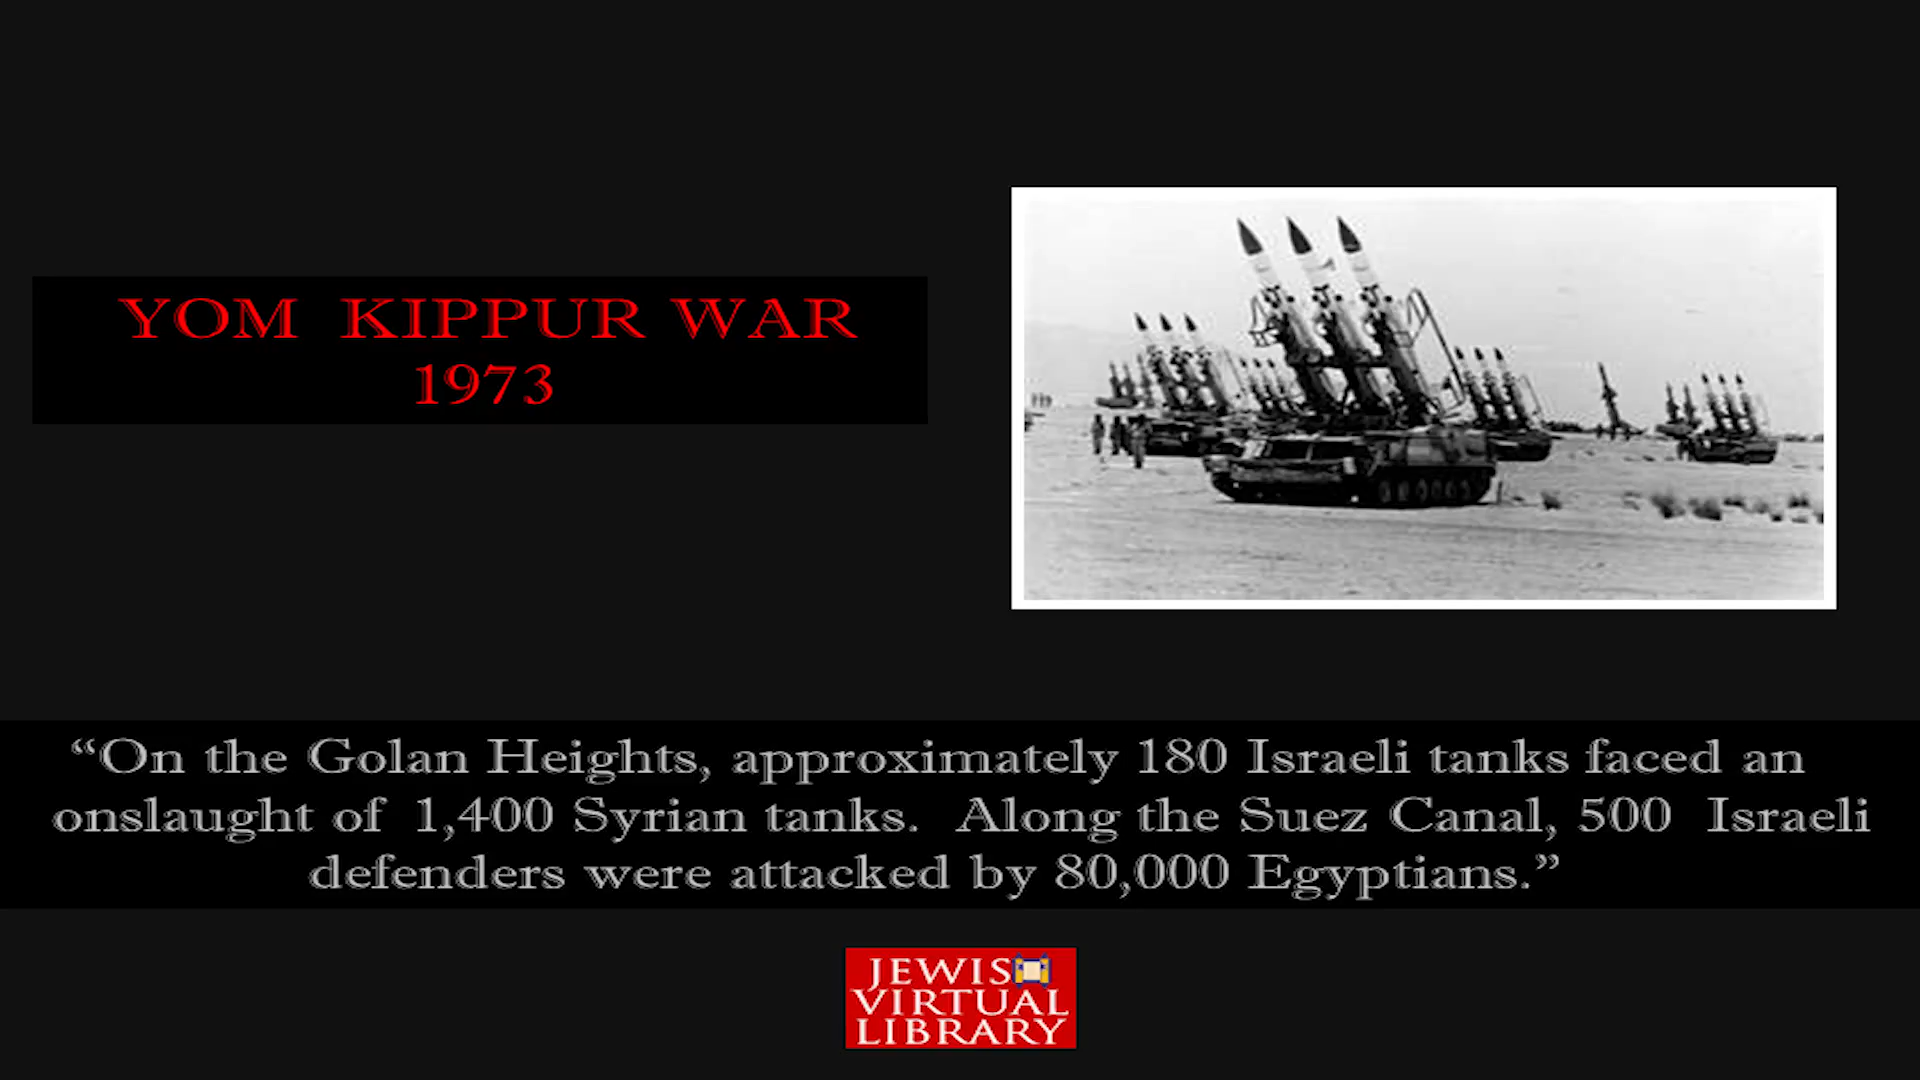 YOM KIPPUR WAR
1973
“On the Golan Heights, approximately 180 Israeli tanks faced an
onslaught of 1,400 Syrian tanks. Along the Suez Canal, 500 Israeli
defenders were attacked by 80,000 Egyptians.”
JEWISH
VIRTUAL
LIBRARY